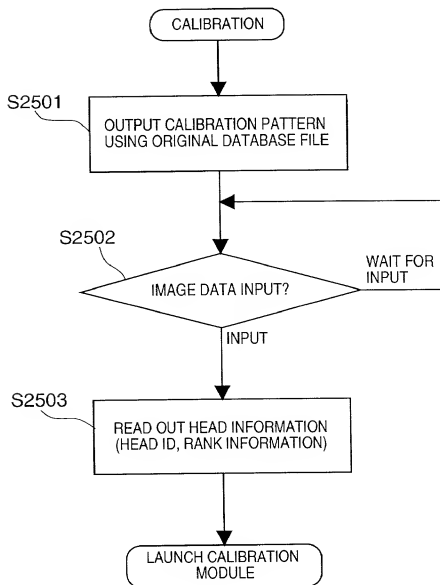 CALIBRATION
S2501
OUTPUT CALIBRATION PATTERN
USING ORIGINAL DATABASE FILE
S2502
IMAGE DATA INPUT?
WAIT FOR
INPUT
INPUT
S2503
READ OUT HEAD INFORMATION
(HEAD ID, RANK INFORMATION)
LAUNCH CALIBRATION
MODULE